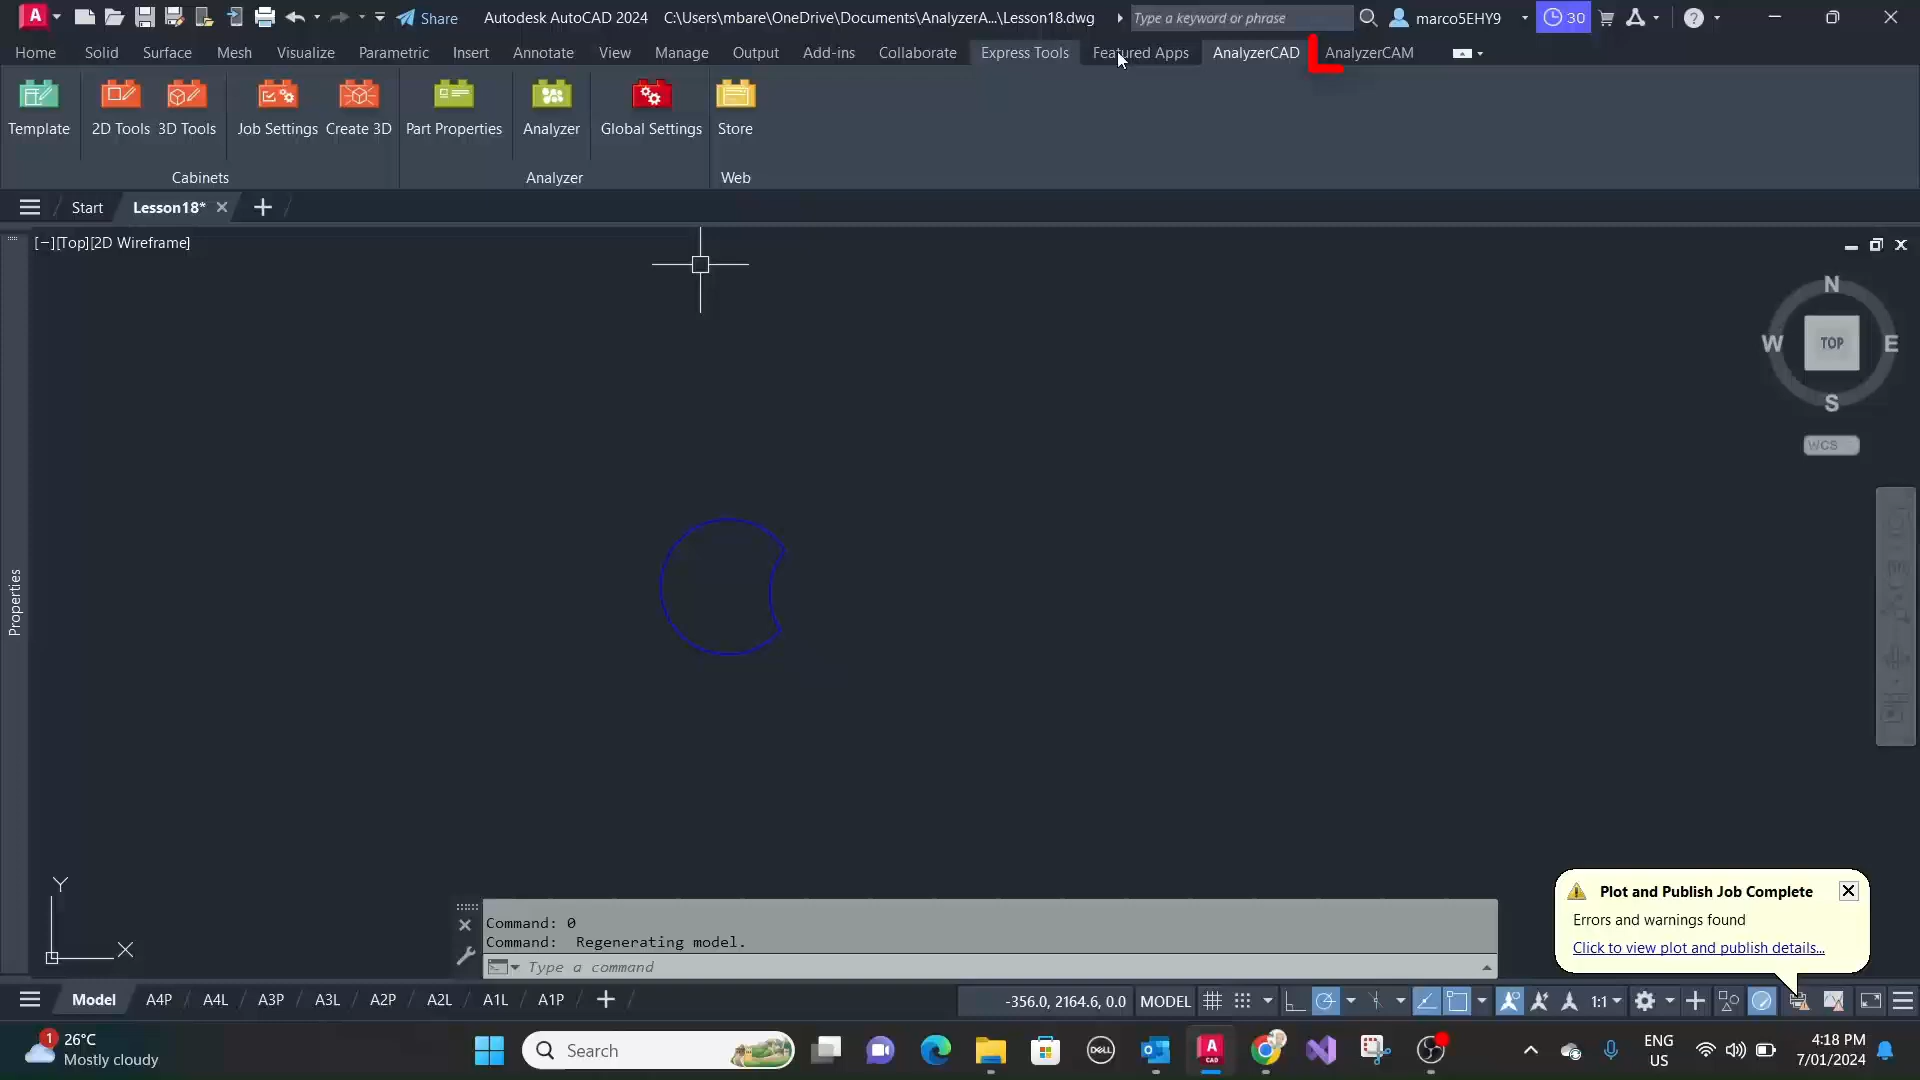 A CAD Share Autodesk AutoCAD 2024 C:\Users\mbare\OneDrive\Documents\AnalyzerA...\Lesson18.dwg Type a keyword or phrase marco5EHY9 30
Home Solid Surface Mesh Visualize Parametric Insert Annotate View Manage Output Add-ins Collaborate Express Tools Featured Apps AnalyzerCAD AnalyzerCAM
Template 2D Tools 3D Tools Job Settings Create 3D Part Properties Analyzer Global Settings Store
Cabinets Analyzer Web
Start Lesson18* +
[−][Top][2D Wireframe]
N
W TOP E
S
WCS
Properties
Y
X
Command: 0
Command:  Regenerating model.
Type a command
Plot and Publish Job Complete
Errors and warnings found
Click to view plot and publish details...
Model A4P A4L A3P A3L A2P A2L A1L A1P + -356.0, 2164.6, 0.0 MODEL 1:1
1 26°C
Mostly cloudy
Search
DELL
A CAD
ENG
US
4:18 PM
7/01/2024